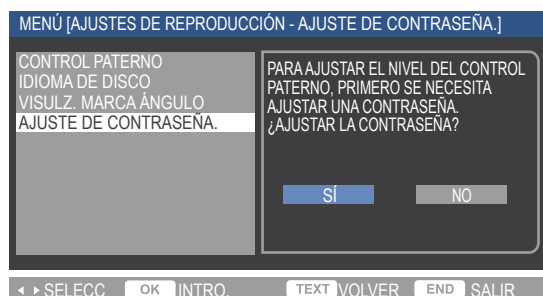 MENÚ [AJUSTES DE REPRODUCCIÓN - AJUSTE DE CONTRASEÑA.]
CONTROL PATERNO
IDIOMA DE DISCO
VISULZ. MARCA ÁNGULO
AJUSTE DE CONTRASEÑA.
PARA AJUSTAR EL NIVEL DEL CONTROL
PATERNO, PRIMERO SE NECESITA
AJUSTAR UNA CONTRASEÑA.
¿AJUSTAR LA CONTRASEÑA?
SÍ NO
SELECC OK INTRO. TEXT VOLVER END SALIR